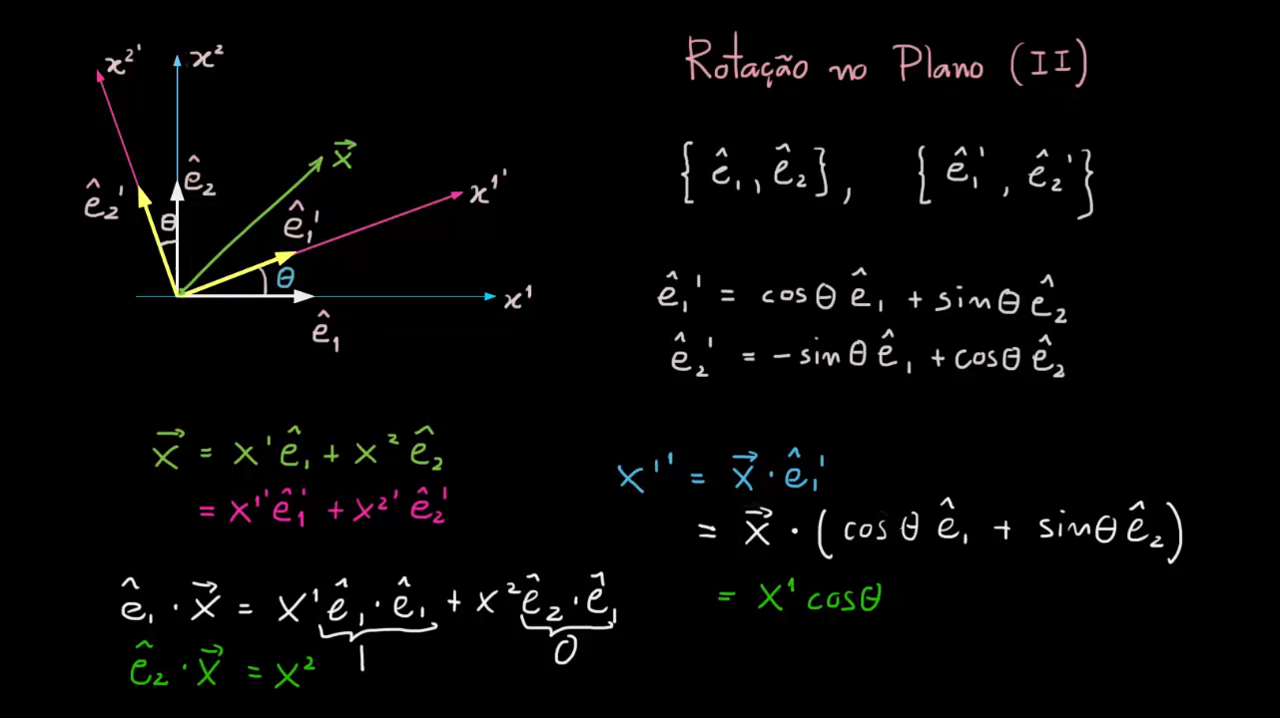 Rotação no Plano (II)
x²' x²
x⃗
ê₂
ê₂' θ ê₁' x¹'
θ
x¹
ê₁
{ê₁, ê₂}, {ê₁', ê₂'}
ê₁' = cosθ ê₁ + sinθ ê₂
ê₂' = -sinθ ê₁ + cosθ ê₂
x⃗ = x¹ê₁ + x² ê₂
= x¹'ê₁' + x²' ê₂'
ê₁ · x⃗ = x¹ê₁·ê₁ + x²ê₂·ê₁
1 0
ê₂ · x⃗ = x²
x¹' = x⃗ · ê₁'
= x⃗ · (cosθ ê₁ + sinθ ê₂)
= x¹ cosθ